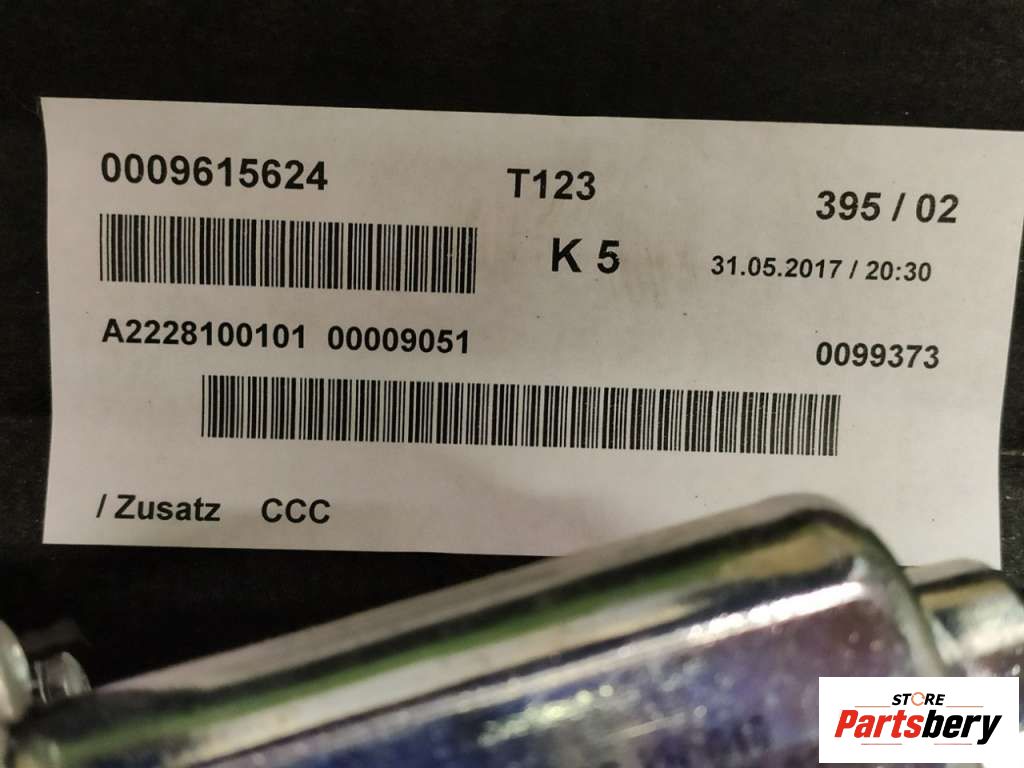 0009615624
T123
395 / 02
K 5
31.05.2017 / 20:30
A2228100101 00009051
0099373
/ Zusatz CCC
STORE
Partsbery